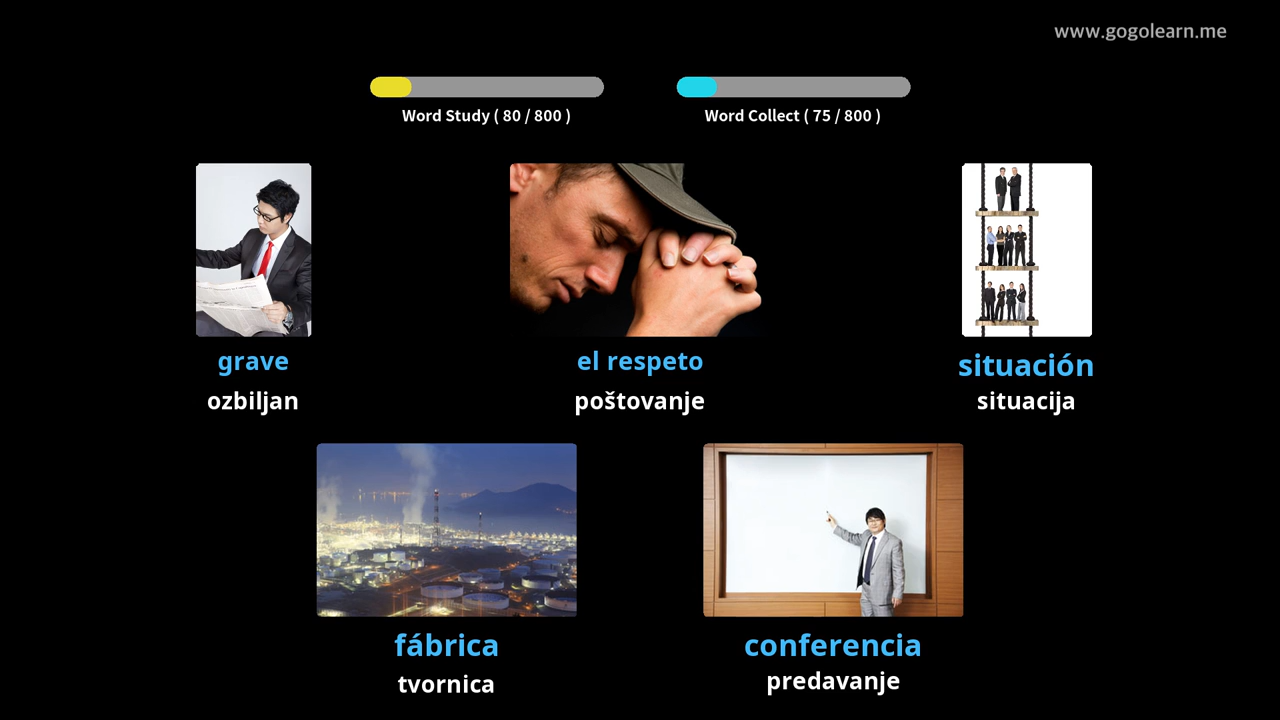 www.gogolearn.me
Word Study ( 80 / 800 )
Word Collect ( 75 / 800 )
grave
ozbiljan
el respeto
poštovanje
situación
situacija
fábrica
tvornica
conferencia
predavanje